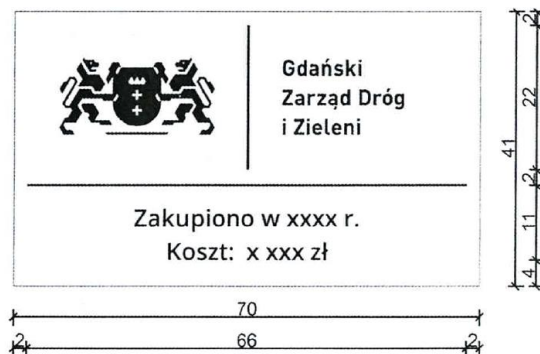 Gdański
Zarząd Dróg
i Zieleni
Zakupiono w xxxx r.
Koszt: x xxx zł
2
22
2
11
4
41
70
2
66
2